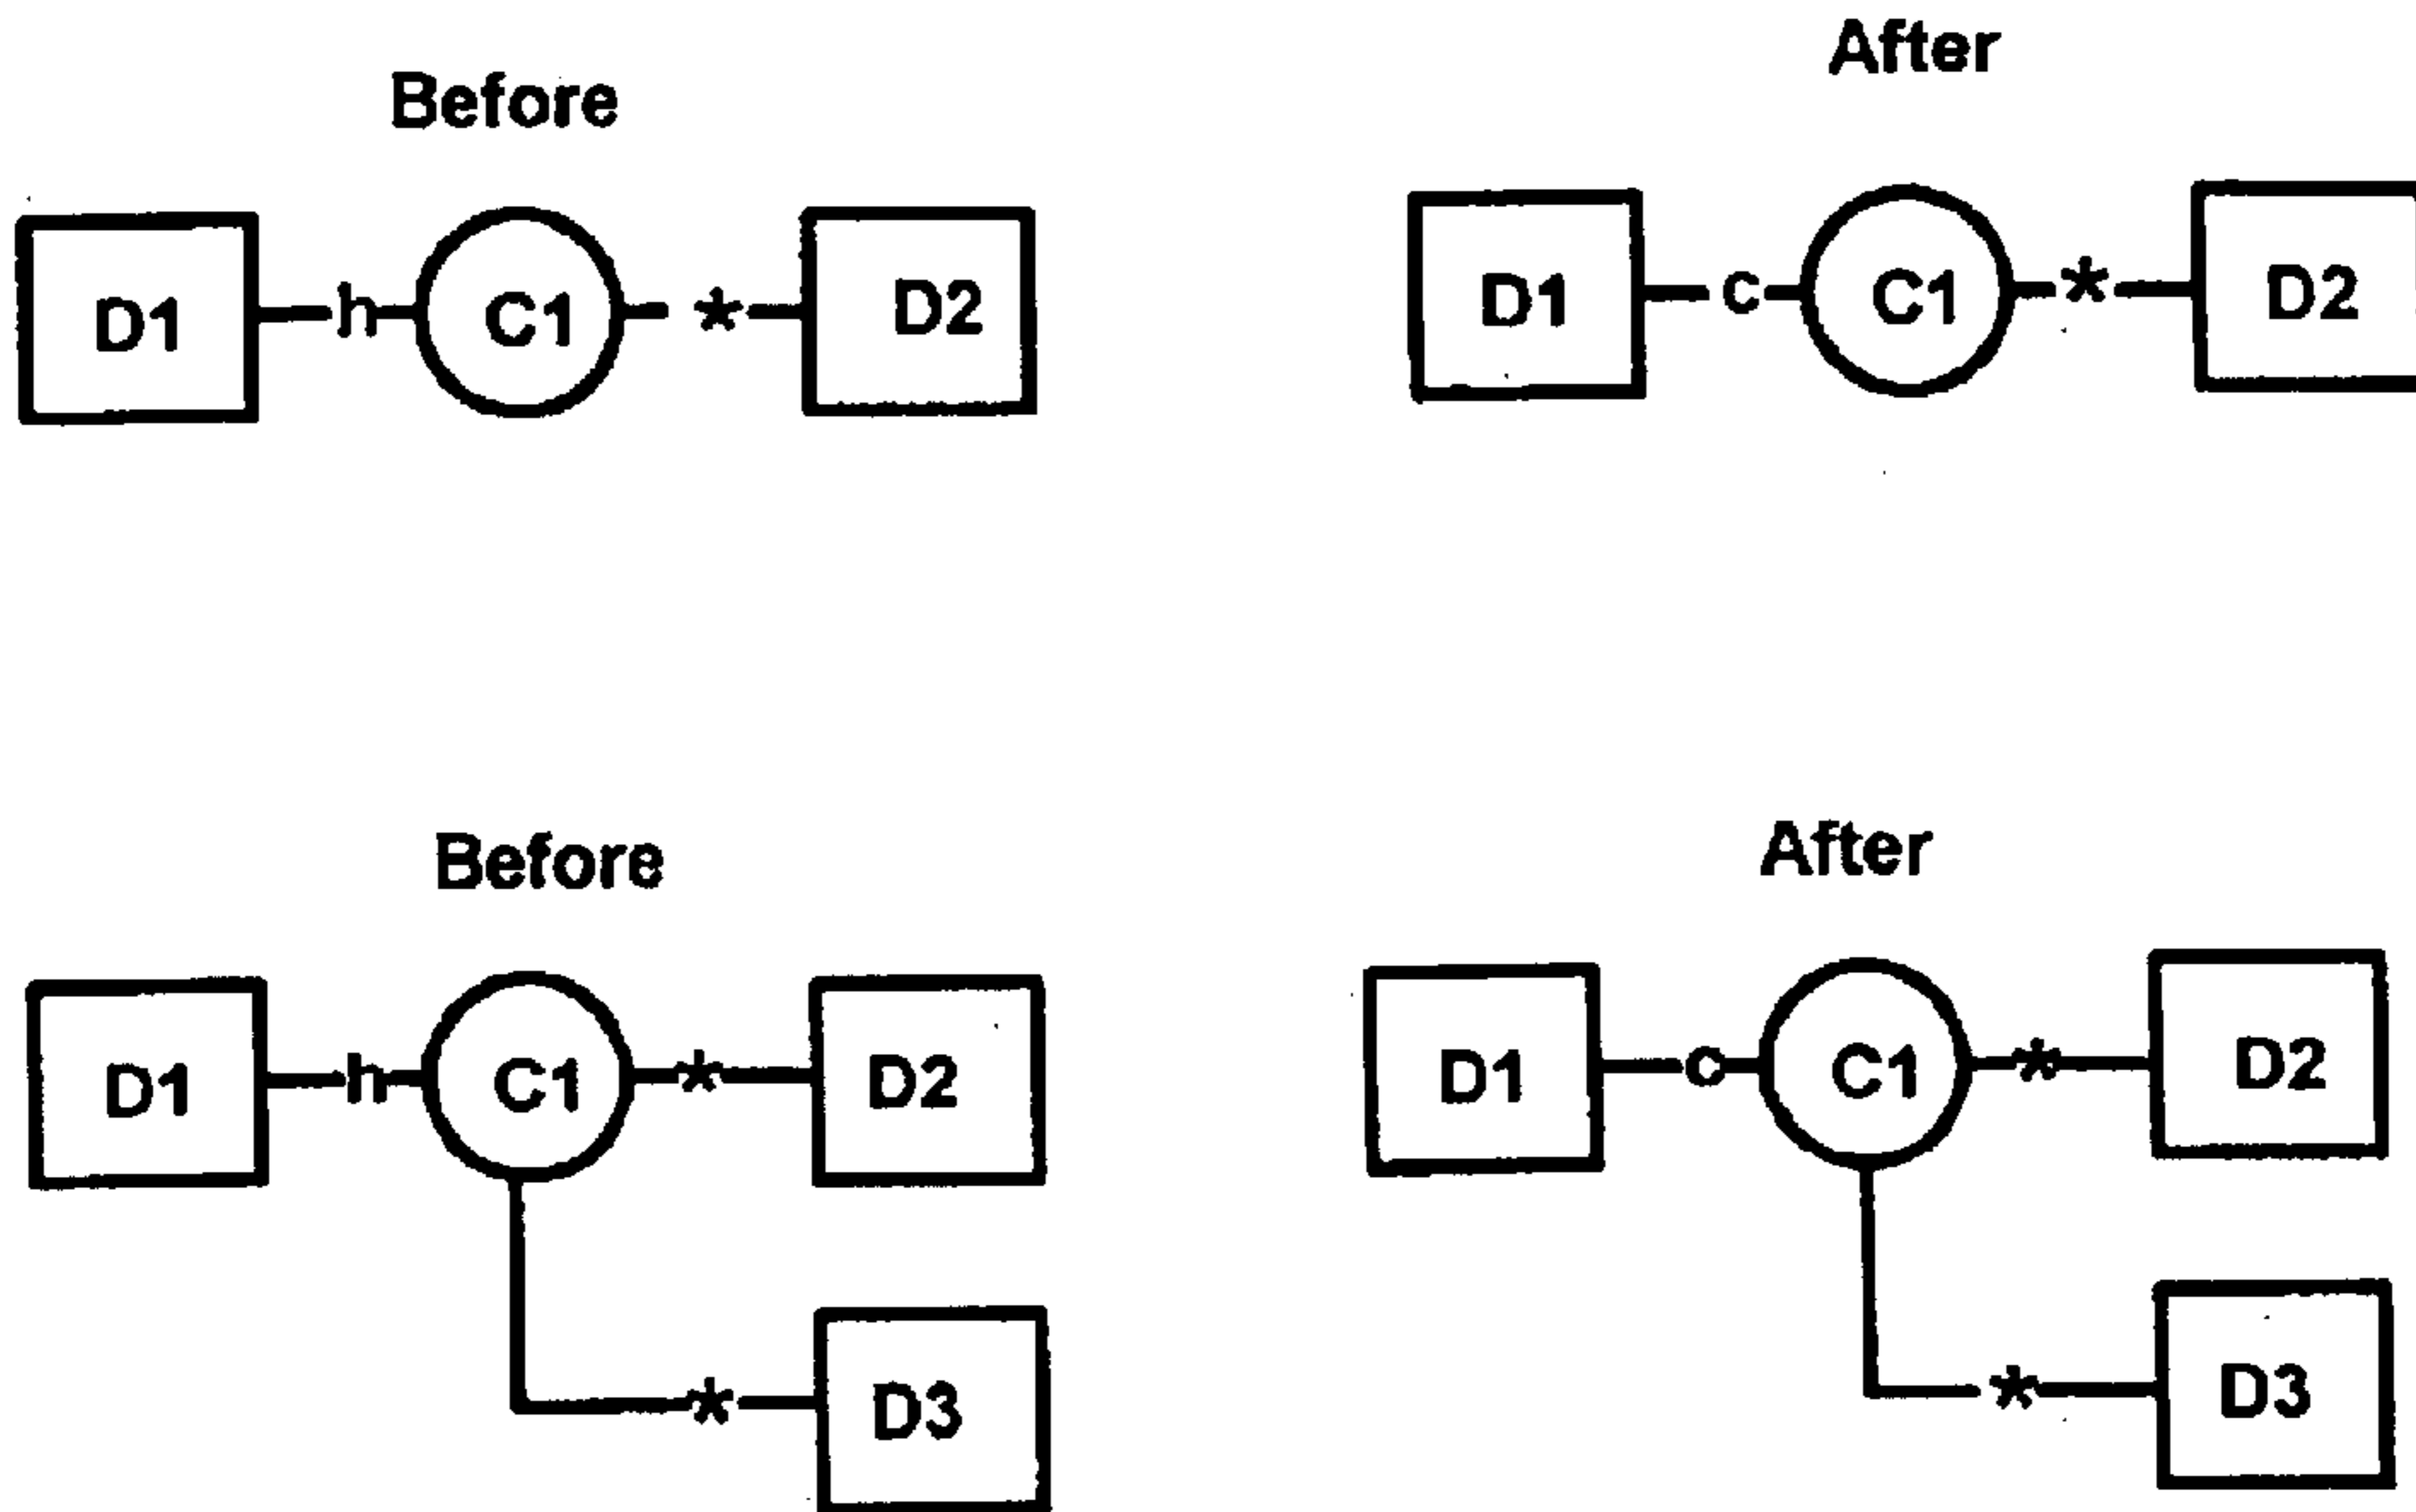 Before
After
D1 h C1 * D2
D1 c C1 * D2
Before
After
D1 h C1 * D2
D1 c C1 * D2
* D3
* D3